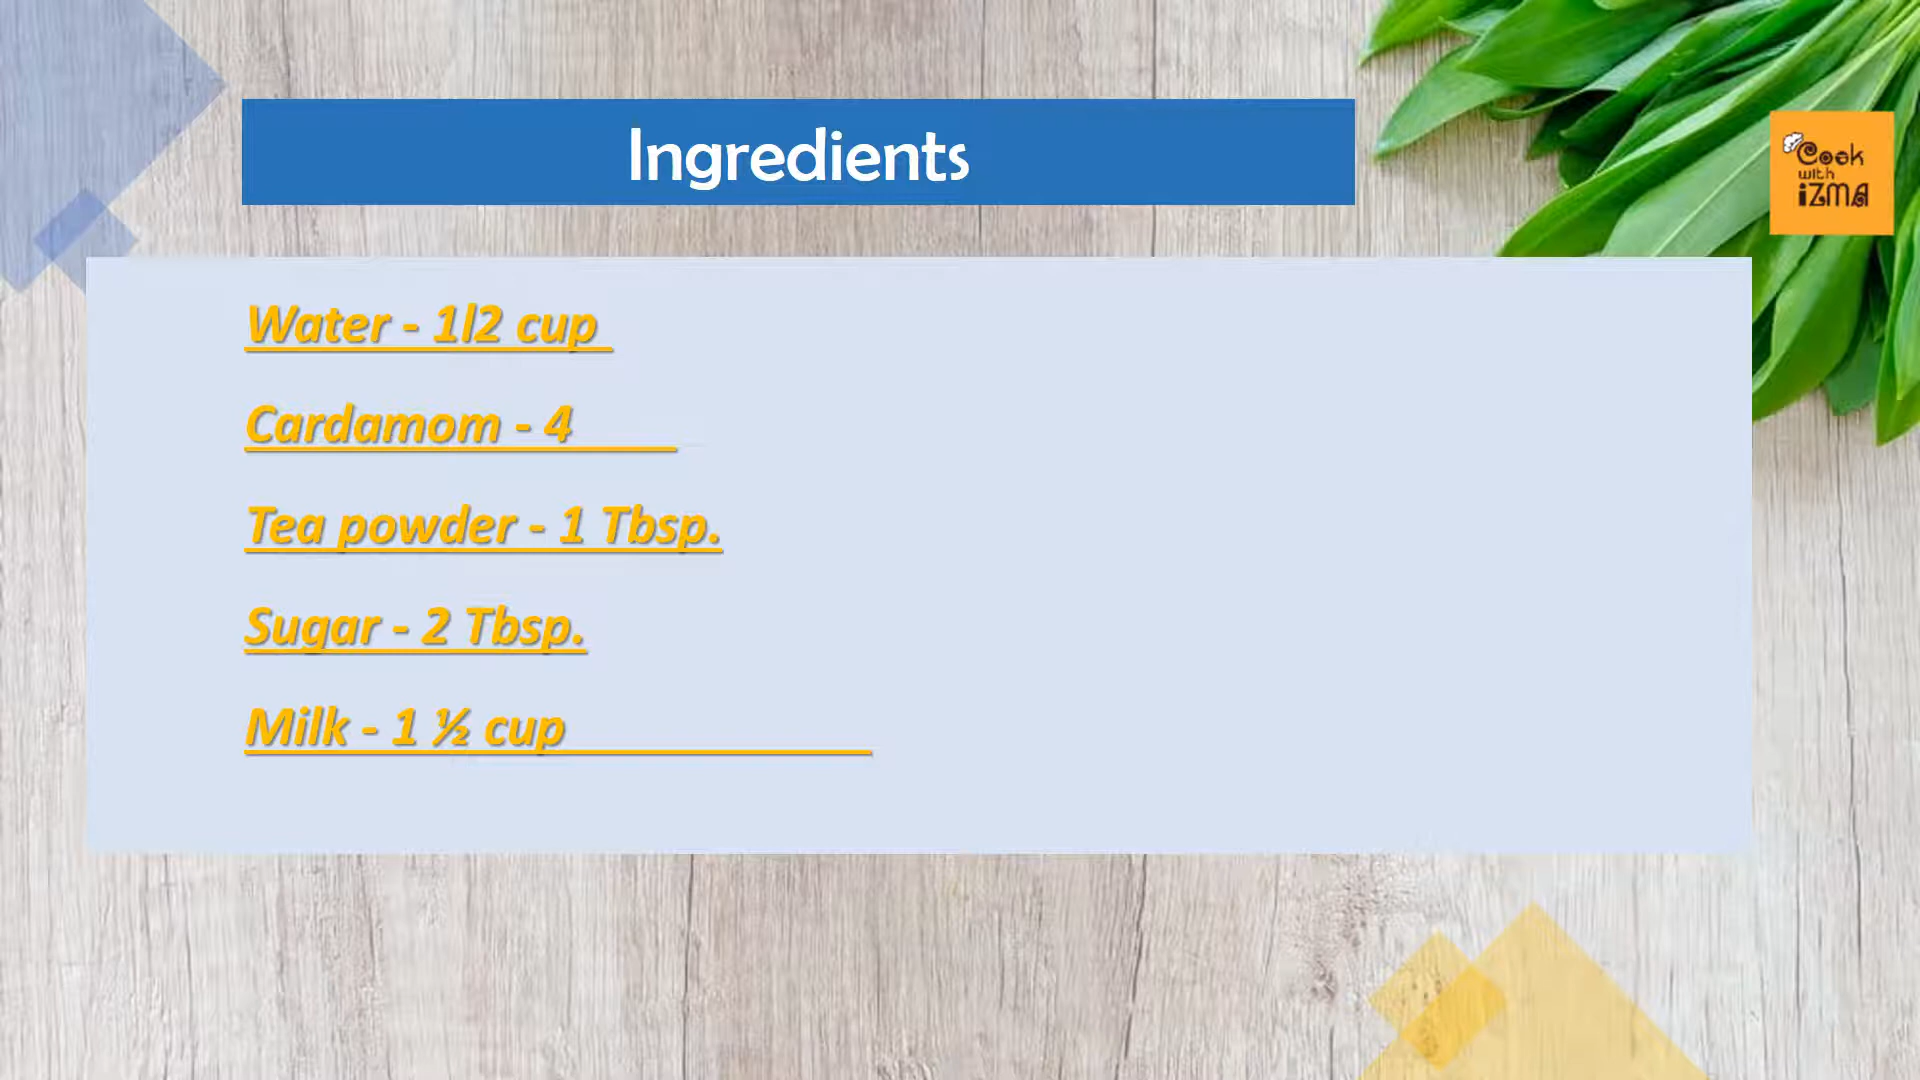 Ingredients
Cook
with
iZMA
Water - 1l2 cup
Cardamom - 4
Tea powder - 1 Tbsp.
Sugar - 2 Tbsp.
Milk - 1 ½ cup